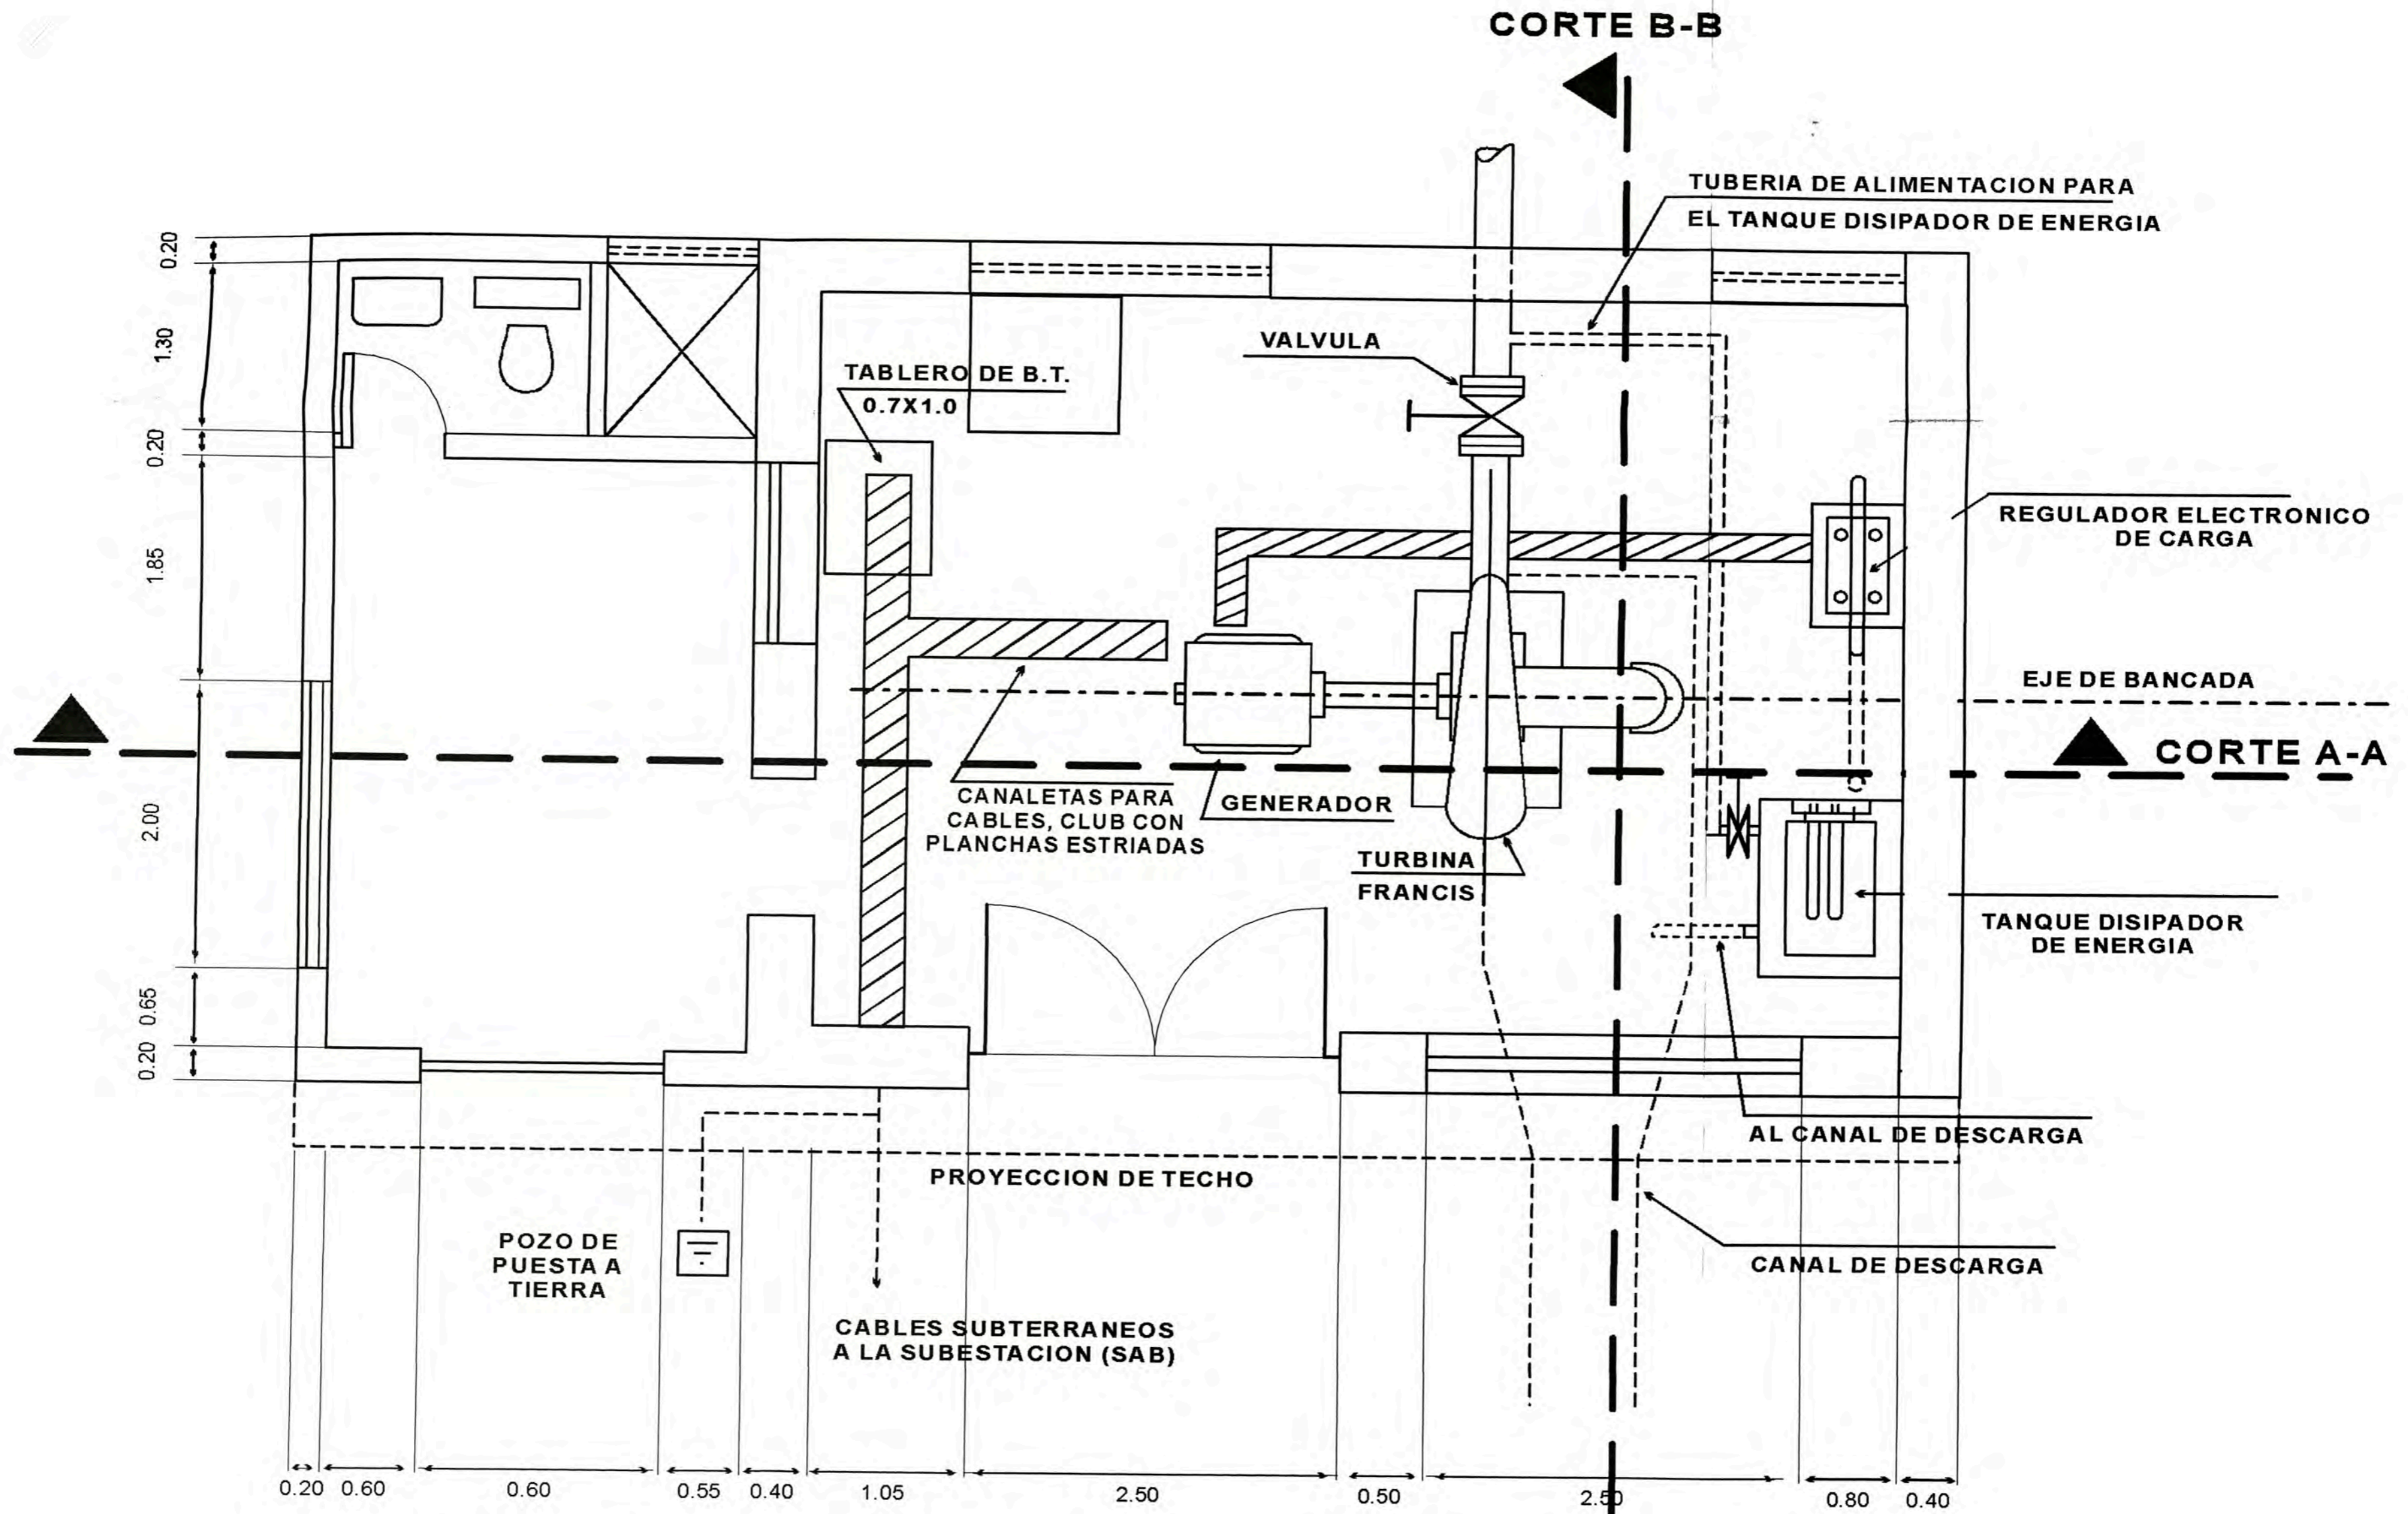 CORTE B-B
TUBERIA DE ALIMENTACION PARA
EL TANQUE DISIPADOR DE ENERGIA
0.20
1.30
0.20
1.85
2.00
0.65
0.20
VALVULA
TABLERO DE B.T.
0.7X1.0
REGULADOR ELECTRONICO
DE CARGA
EJE DE BANCADA
CORTE A-A
CANALETAS PARA
CABLES, CLUB CON
PLANCHAS ESTRIADAS
GENERADOR
TURBINA
FRANCIS
TANQUE DISIPADOR
DE ENERGIA
AL CANAL DE DESCARGA
PROYECCION DE TECHO
POZO DE
PUESTA A
TIERRA
CANAL DE DESCARGA
CABLES SUBTERRANEOS
A LA SUBESTACION (SAB)
0.20 0.60 0.60 0.55 0.40 1.05 2.50 0.50 2.50 0.80 0.40